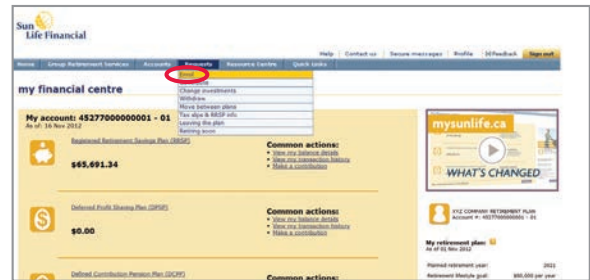 Sun
Life Financial
Help Contact us Secure messages Profile Feedback Sign out
Home Group Retirement Services Accounts Requests Resource Centre Quick Links
Enrol
Change investments
Withdraw
Move between plans
Tax slips & RRSP info
Leaving the plan
Retiring soon
my financial centre
My account: 45277000000001 - 01
As of: 16 Nov 2012
Registered Retirement Savings Plan (RRSP)
$65,691.34
Common actions:
• View my balance details
• View my transaction history
• Make a contribution
Deferred Profit Sharing Plan (DPSP)
$0.00
Common actions:
• View my balance details
• View my transaction history
• Make a contribution
Defined Contribution Pension Plan (DCPP)
Common actions:
mysunlife.ca
WHAT'S CHANGED
XYZ COMPANY RETIREMENT PLAN
My retirement plan:
As of 01 Nov 2012
Planned retirement year: 2021
Retirement lifestyle goal: $60,000 per year